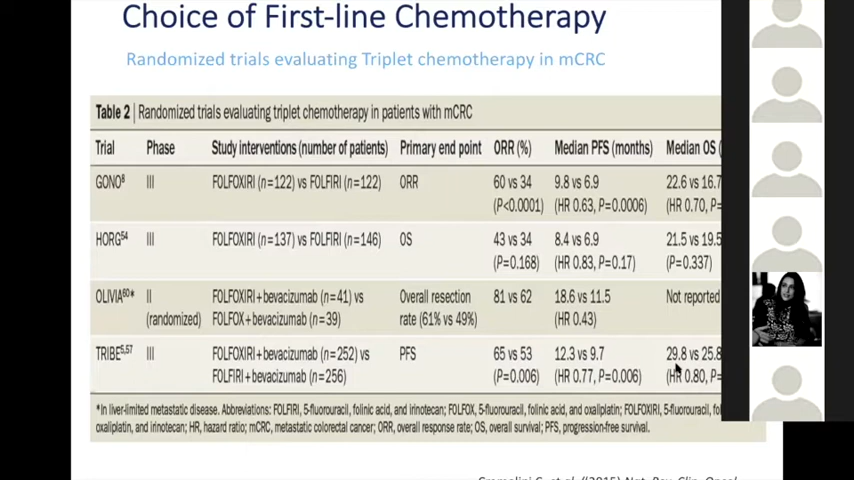 Choice of First-line Chemotherapy
Randomized trials evaluating Triplet chemotherapy in mCRC
Table 2 | Randomized trials evaluating triplet chemotherapy in patients with mCRC
Trial Phase Study interventions (number of patients) Primary end point ORR (%) Median PFS (months) Median OS (
GONO⁸ III FOLFOXIRI (n=122) vs FOLFIRI (n=122) ORR 60 vs 34 9.8 vs 6.9 22.6 vs 16.7
(P<0.0001) (HR 0.63, P=0.0006) (HR 0.70, P=
HORG⁵⁴ III FOLFOXIRI (n=137) vs FOLFIRI (n=146) OS 43 vs 34 8.4 vs 6.9 21.5 vs 19.5
(P=0.168) (HR 0.83, P=0.17) (P=0.337)
OLIVIA⁶⁰* II FOLFOXIRI+bevacizumab (n=41) vs Overall resection 81 vs 62 18.6 vs 11.5 Not reported
(randomized) FOLFOX+bevacizumab (n=39) rate (61% vs 49%) (HR 0.43)
TRIBE⁵,⁵⁷ III FOLFOXIRI+bevacizumab (n=252) vs PFS 65 vs 53 12.3 vs 9.7 29.8 vs 25.8
FOLFIRI+bevacizumab (n=256) (P=0.006) (HR 0.77, P=0.006) (HR 0.80, P=
*In liver-limited metastatic disease. Abbreviations: FOLFIRI, 5-fluorouracil, folinic acid, and irinotecan; FOLFOX, 5-fluorouracil, folinic acid, and oxaliplatin; FOLFOXIRI, 5-fluorouracil, fol
oxaliplatin, and irinotecan; HR, hazard ratio; mCRC, metastatic colorectal cancer; ORR, overall response rate; OS, overall survival; PFS, progression-free survival.